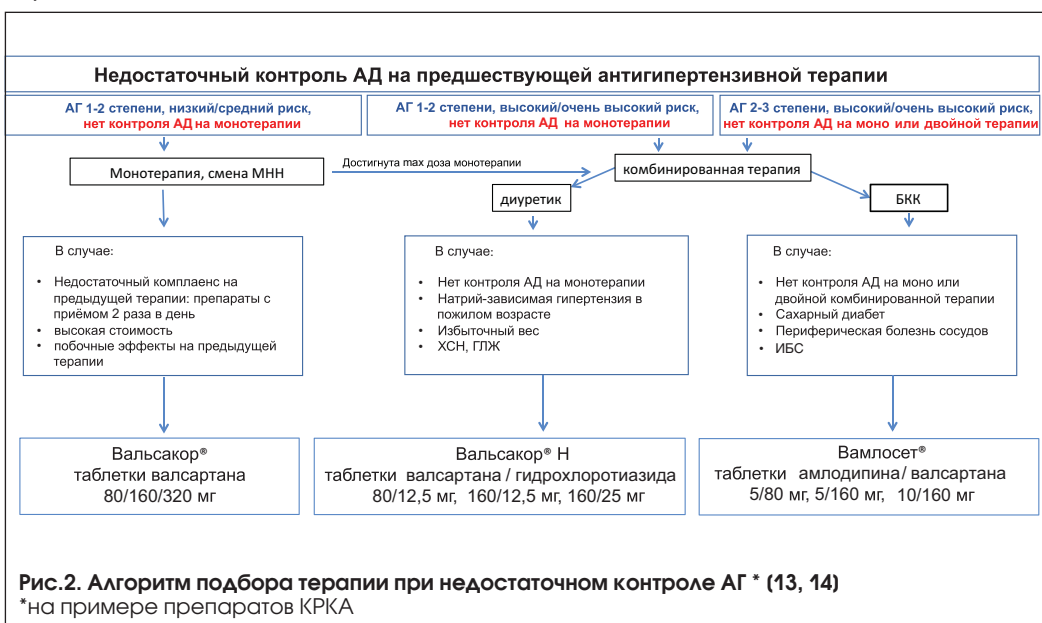 Недостаточный контроль АД на предшествующей антигипертензивной терапии
АГ 1-2 степени, низкий/средний риск,
нет контроля АД на монотерапии
АГ 1-2 степени, высокий/очень высокий риск,
нет контроля АД на монотерапии
АГ 2-3 степени, высокий/очень высокий риск,
нет контроля АД на моно или двойной терапии
Монотерапия, смена МНН
Достигнута max доза монотерапии
комбинированная терапия
диуретик
БКК
В случае:
• Недостаточный комплаенс на
предыдущей терапии: препараты с
приёмом 2 раза в день
• высокая стоимость
• побочные эффекты на предыдущей
терапии
В случае:
• Нет контроля АД на монотерапии
• Натрий-зависимая гипертензия в
пожилом возрасте
• Избыточный вес
• ХСН, ГЛЖ
В случае:
• Нет контроля АД на моно или
двойной комбинированной терапии
• Сахарный диабет
• Периферическая болезнь сосудов
• ИБС
Вальсакор®
таблетки валсартана
80/160/320 мг
Вальсакор® Н
таблетки валсартана / гидрохлоротиазида
80/12,5 мг, 160/12,5 мг, 160/25 мг
Вамлосет®
таблетки амлодипина/ валсартана
5/80 мг, 5/160 мг, 10/160 мг
Рис.2. Алгоритм подбора терапии при недостаточном контроле АГ * (13, 14)
*на примере препаратов КРКА